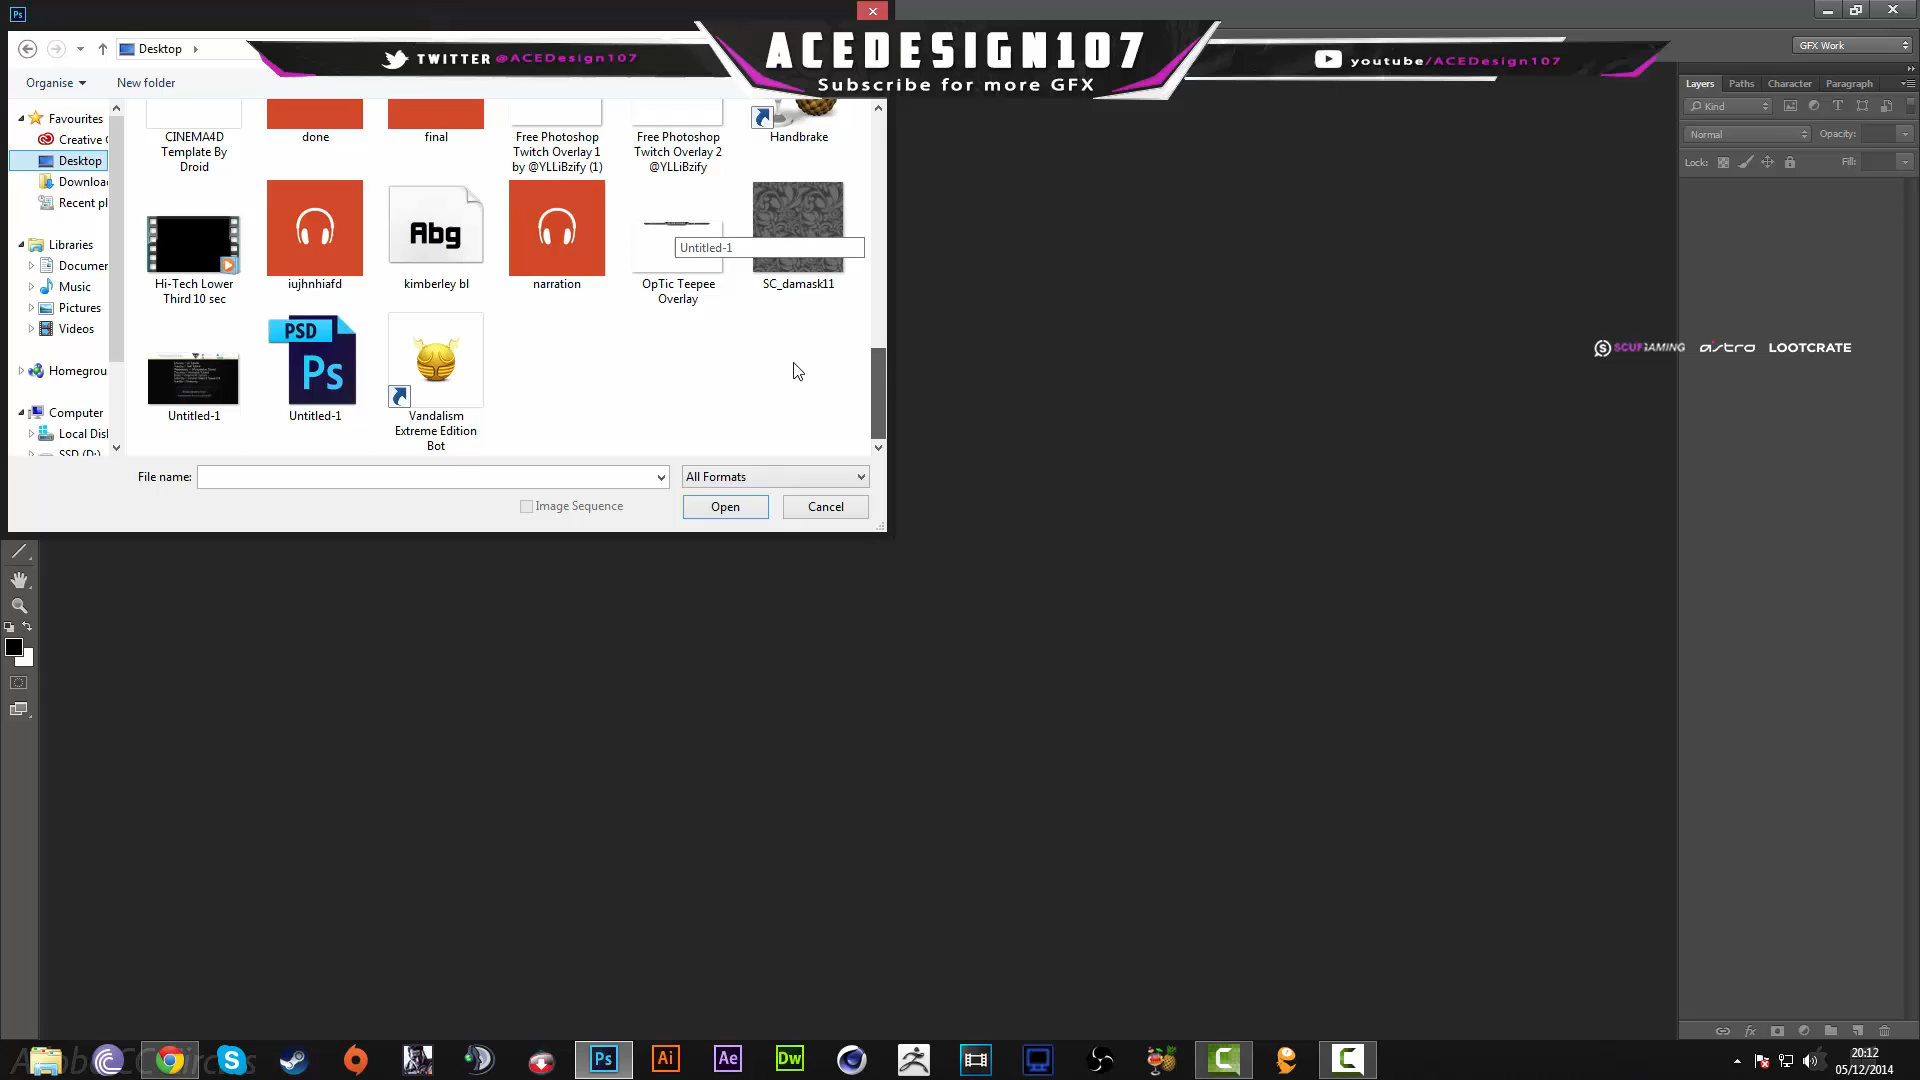 Ps
GFX Work
Desktop
TWITTER @ACEDesign107
ACEDESIGN107
Subscribe for more GFX
youtube/ACEDesign107
Organise
New folder
Layers
Paths
Character
Paragraph
Kind
Normal
Opacity:
Lock:
Fill:
Favourites
Creative C
Desktop
Downloa
Recent pl
Libraries
Documen
Music
Pictures
Videos
Homegrou
Computer
Local Disl
SSD (D:)
CINEMA4D
Template By
Droid
done
final
Free Photoshop
Twitch Overlay 1
by @YLLiBzify (1)
Free Photoshop
Twitch Overlay 2
@YLLiBzify
Handbrake
Abg
Untitled-1
Hi-Tech Lower
Third 10 sec
iujhnhiafd
kimberley bl
narration
OpTic Teepee
Overlay
SC_damask11
PSD
Ps
Untitled-1
Untitled-1
Vandalism
Extreme Edition
Bot
File name:
All Formats
Image Sequence
Open
Cancel
SCUFGAMING
ASTRO
LOOTCRATE
Ps
Ai
Ae
Dw
20:12
05/12/2014